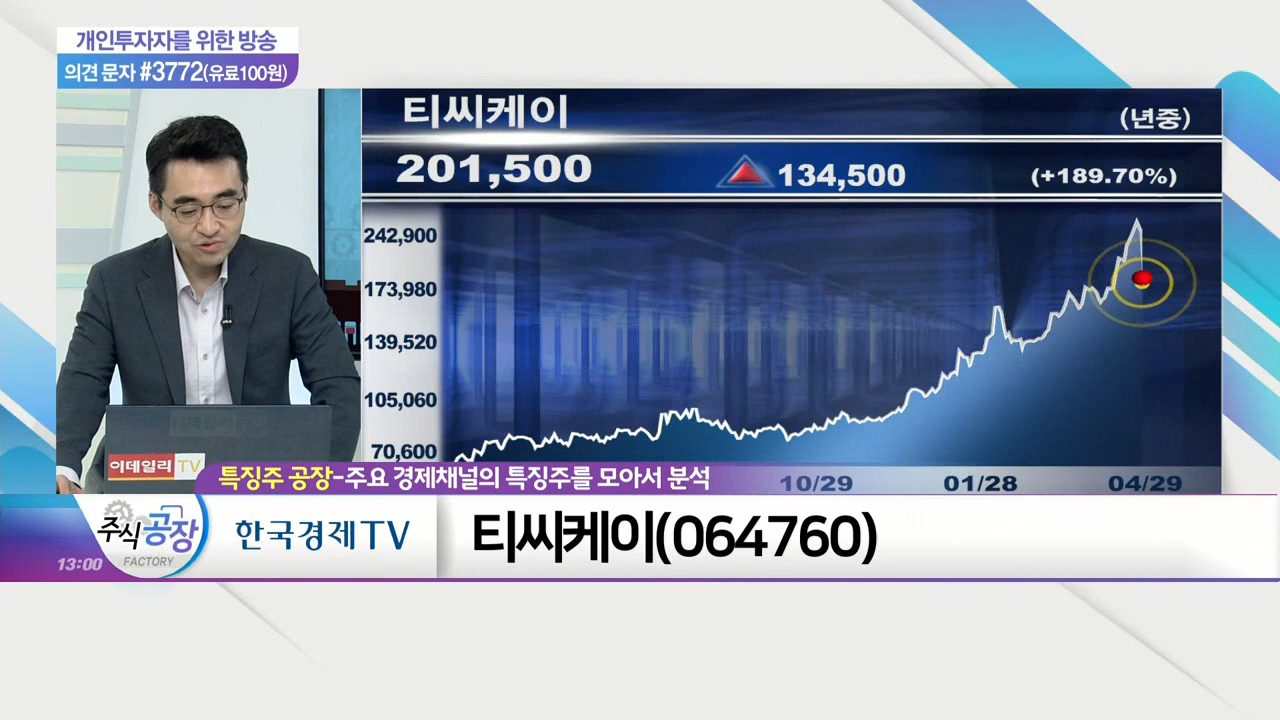 개인투자자를 위한 방송
의견 문자 #3772(유료100원)
티씨케이
(년중)
201,500
134,500
(+189.70%)
242,900
173,980
139,520
105,060
70,600
10/29
01/28
04/29
이데일리 TV
특징주 공장-주요 경제채널의 특징주를 모아서 분석
주식공장
FACTORY
13:00
한국경제TV
티씨케이(064760)